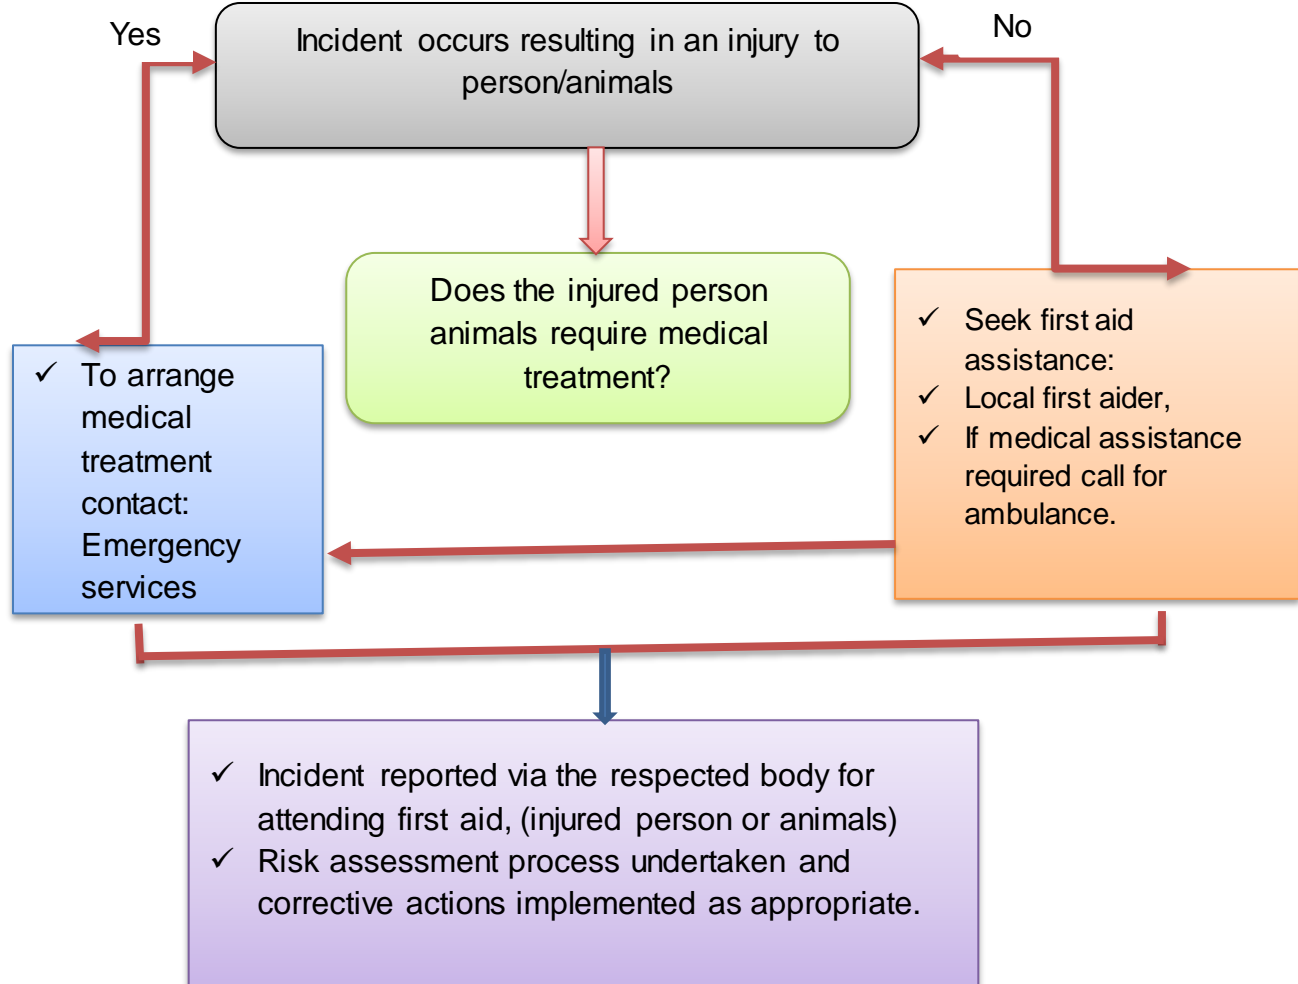 Yes
Incident occurs resulting in an injury to
person/animals
No
Does the injured person
animals require medical
treatment?
✓ To arrange
medical
treatment
contact:
Emergency
services
✓ Seek first aid
assistance:
✓ Local first aider,
✓ If medical assistance
required call for
ambulance.
✓ Incident reported via the respected body for
attending first aid, (injured person or animals)
✓ Risk assessment process undertaken and
corrective actions implemented as appropriate.